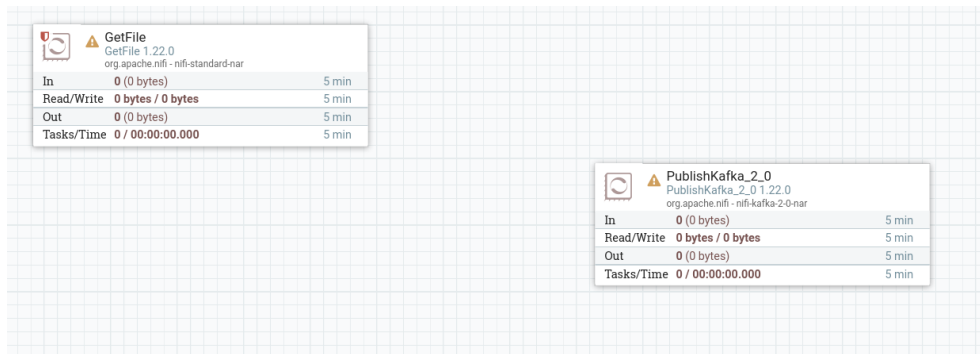 GetFile
GetFile 1.22.0
org.apache.nifi - nifi-standard-nar
In 0 (0 bytes) 5 min
Read/Write 0 bytes / 0 bytes 5 min
Out 0 (0 bytes) 5 min
Tasks/Time 0 / 00:00:00.000 5 min
PublishKafka_2_0
PublishKafka_2_0 1.22.0
org.apache.nifi - nifi-kafka-2-0-nar
In 0 (0 bytes) 5 min
Read/Write 0 bytes / 0 bytes 5 min
Out 0 (0 bytes) 5 min
Tasks/Time 0 / 00:00:00.000 5 min